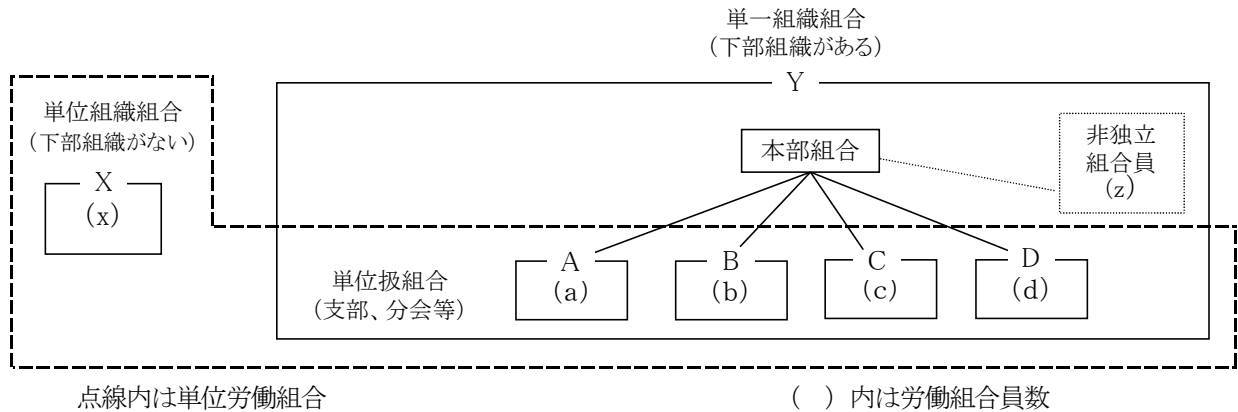 単一組織組合
（下部組織がある）
Y
単位組織組合
（下部組織がない）
X
（x）
本部組合
非独立
組合員
（z）
単位扱組合
（支部、分会等）
A
（a）
B
（b）
C
（c）
D
（d）
点線内は単位労働組合
（　）内は労働組合員数